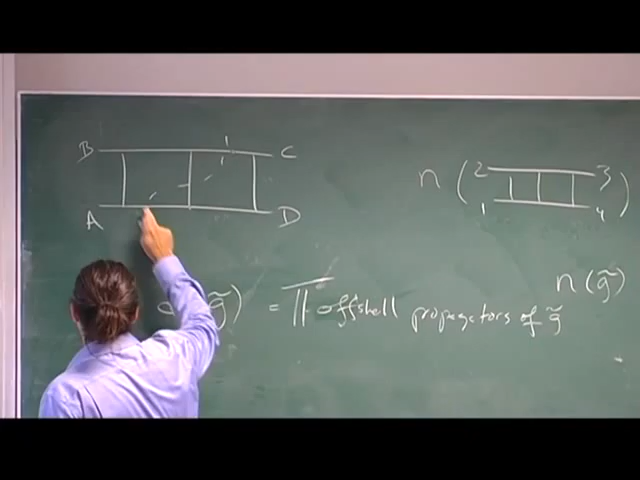 B C
A D
n ( 2 3
1 4 )
g̃) = ∏ offshell propagators of g̃
n(g̃)